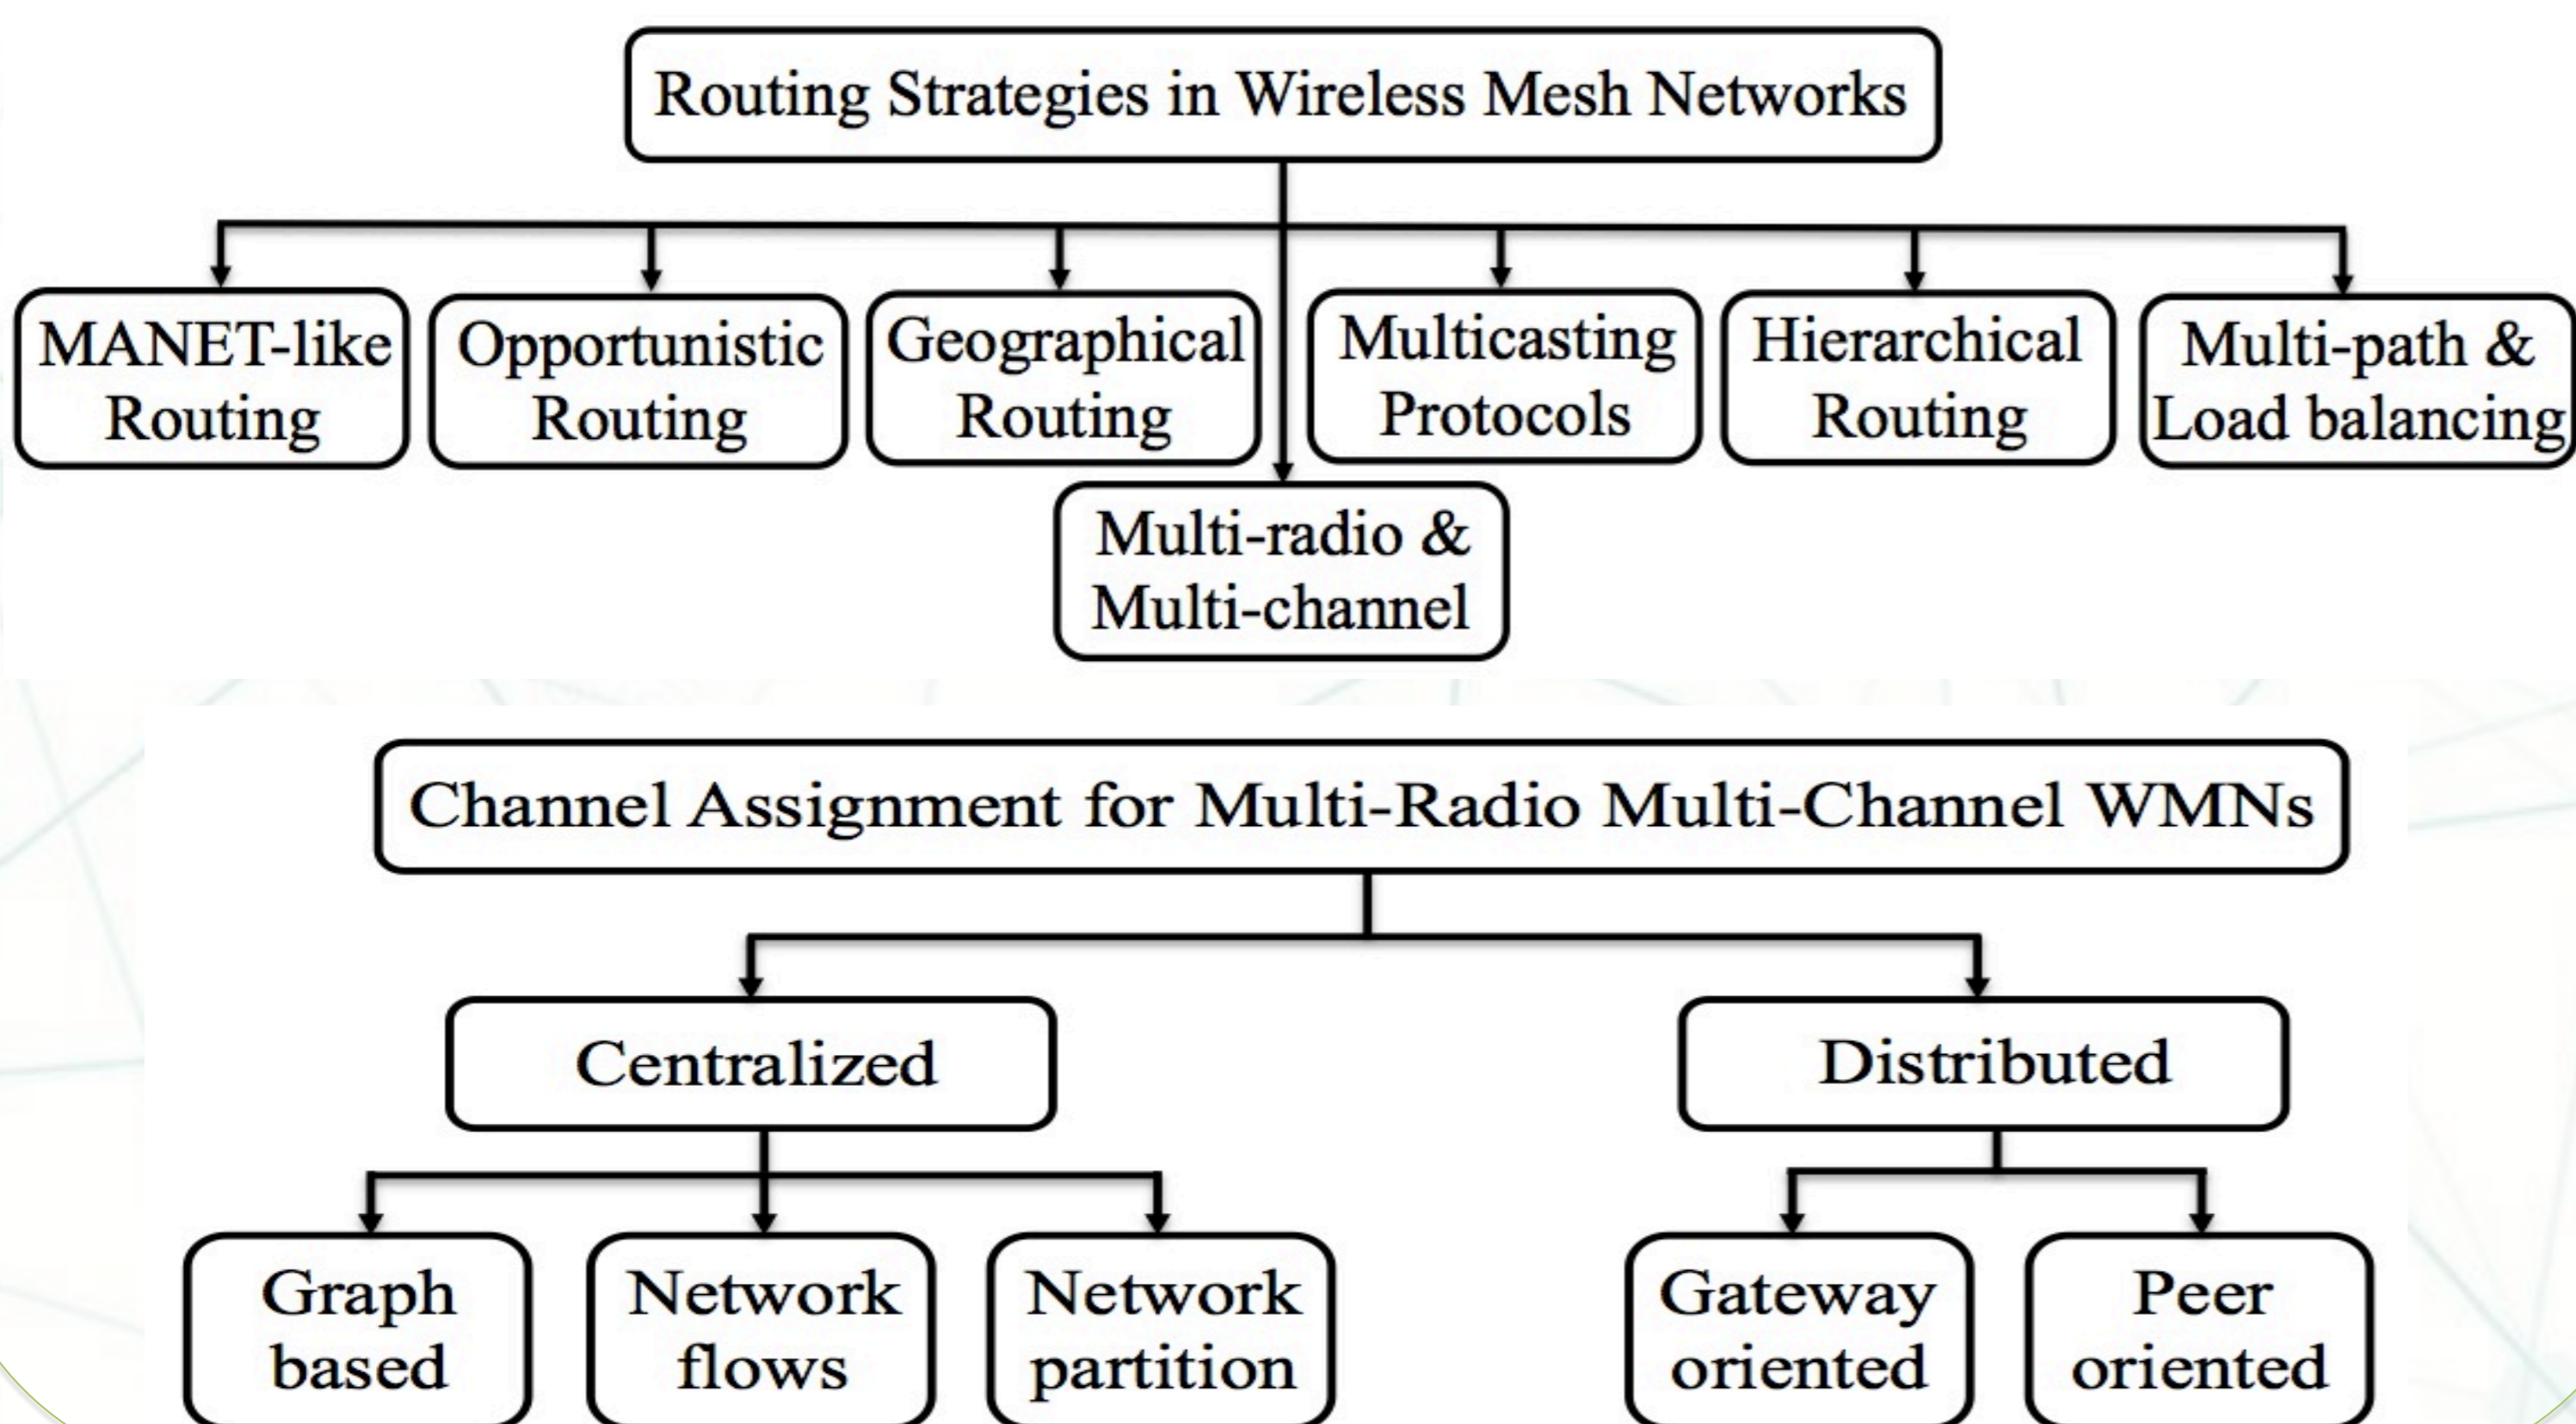 Routing Strategies in Wireless Mesh Networks
MANET-like
Routing
Opportunistic
Routing
Geographical
Routing
Multicasting
Protocols
Hierarchical
Routing
Multi-path &
Load balancing
Multi-radio &
Multi-channel
Channel Assignment for Multi-Radio Multi-Channel WMNs
Centralized
Distributed
Graph
based
Network
flows
Network
partition
Gateway
oriented
Peer
oriented